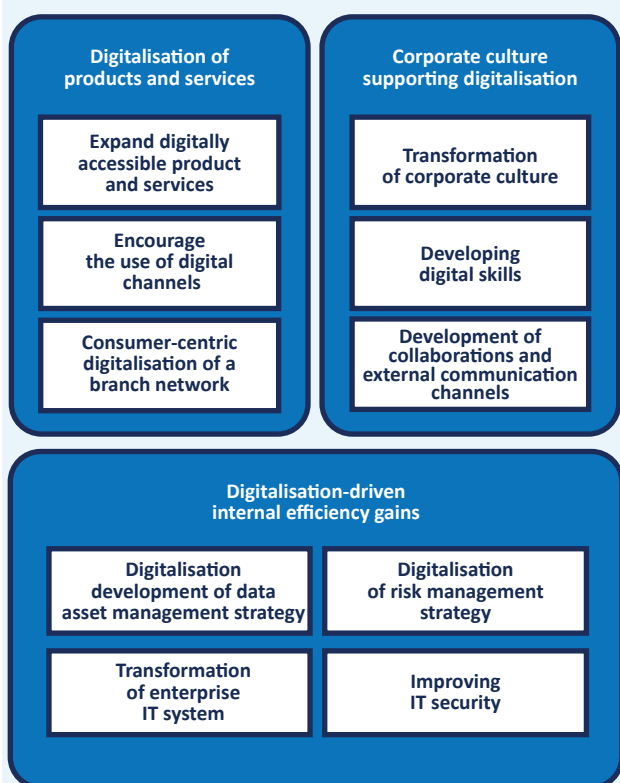 Digitalisation of
products and services
Expand digitally
accessible product
and services
Encourage
the use of digital
channels
Consumer-centric
digitalisation of a
branch network
Corporate culture
supporting digitalisation
Transformation
of corporate culture
Developing
digital skills
Development of
collaborations and
external communication
channels
Digitalisation-driven
internal efficiency gains
Digitalisation
development of data
asset management strategy
Digitalisation
of risk management
strategy
Transformation
of enterprise
IT system
Improving
IT security